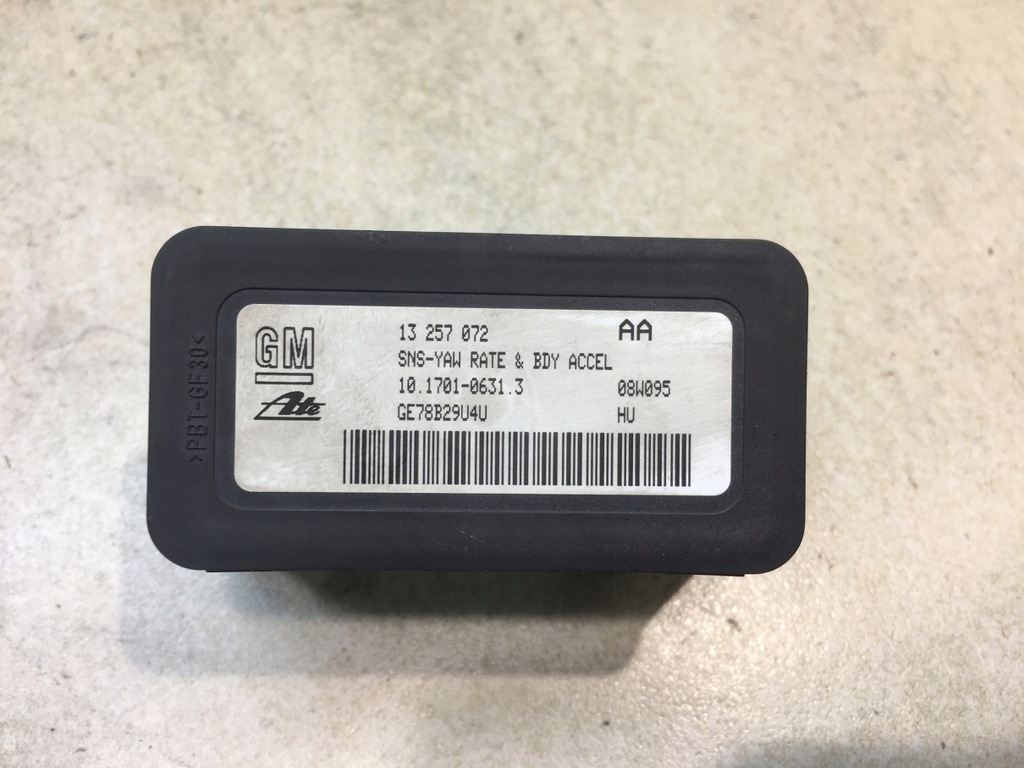 GM
Ate
13 257 072 AA
SNS-YAW RATE & BDY ACCEL
10.1701-0631.3 08W095
GE78B29U4U HU
>PBT-GF30<